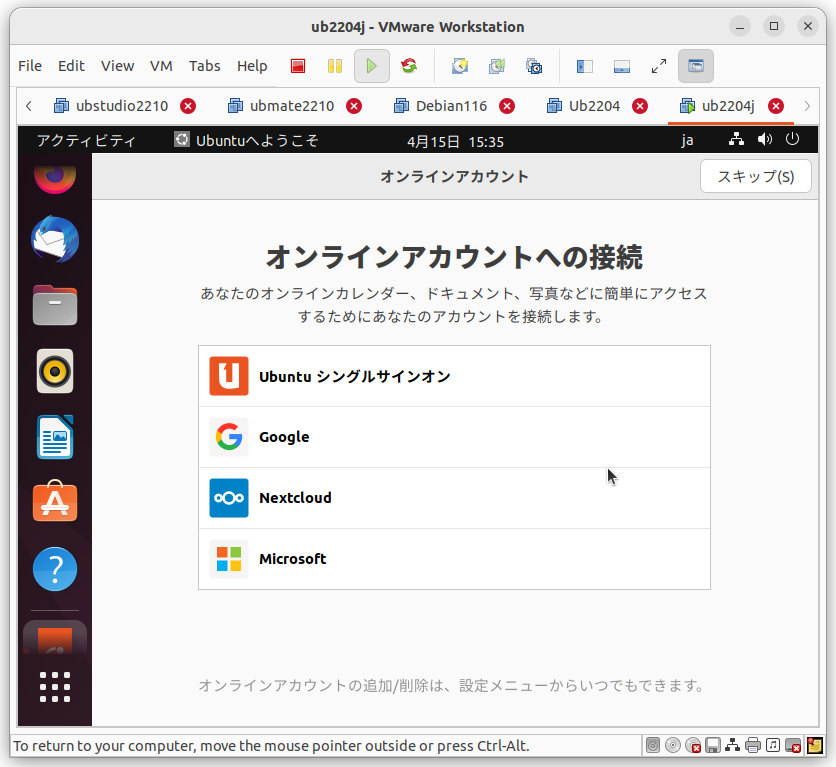 ub2204j - VMware Workstation
File Edit View VM Tabs Help
ubstudio2210 ubmate2210 Debian116 Ub2204 ub2204j
アクティビティ Ubuntuへようこそ 4月15日 15:35 ja
オンラインアカウント スキップ(S)
オンラインアカウントへの接続
あなたのオンラインカレンダー、ドキュメント、写真などに簡単にアクセス
するためにあなたのアカウントを接続します。
Ubuntu シングルサインオン
Google
Nextcloud
Microsoft
オンラインアカウントの追加/削除は、設定メニューからいつでもできます。
To return to your computer, move the mouse pointer outside or press Ctrl-Alt.